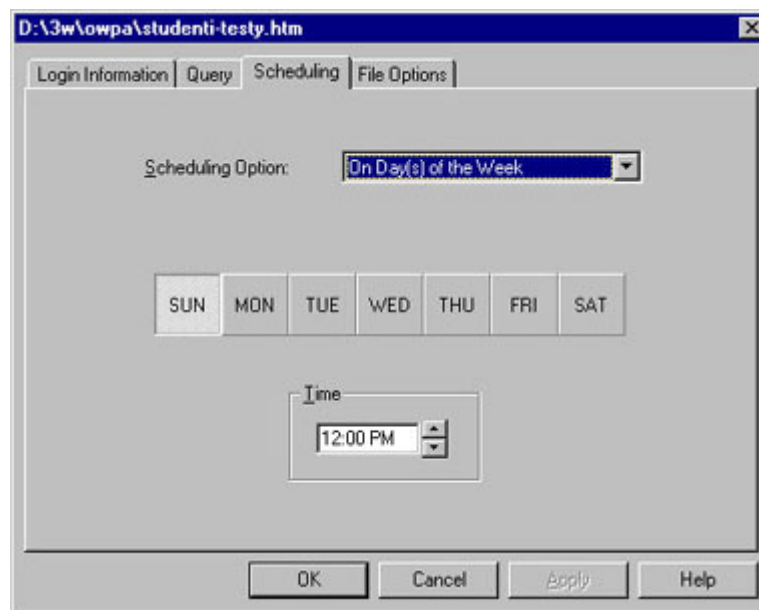 D:\3w\owpa\studenti-testy.htm
Login Information Query Scheduling File Options
Scheduling Option: On Day(s) of the Week
SUN MON TUE WED THU FRI SAT
Time
12:00 PM
OK Cancel Apply Help